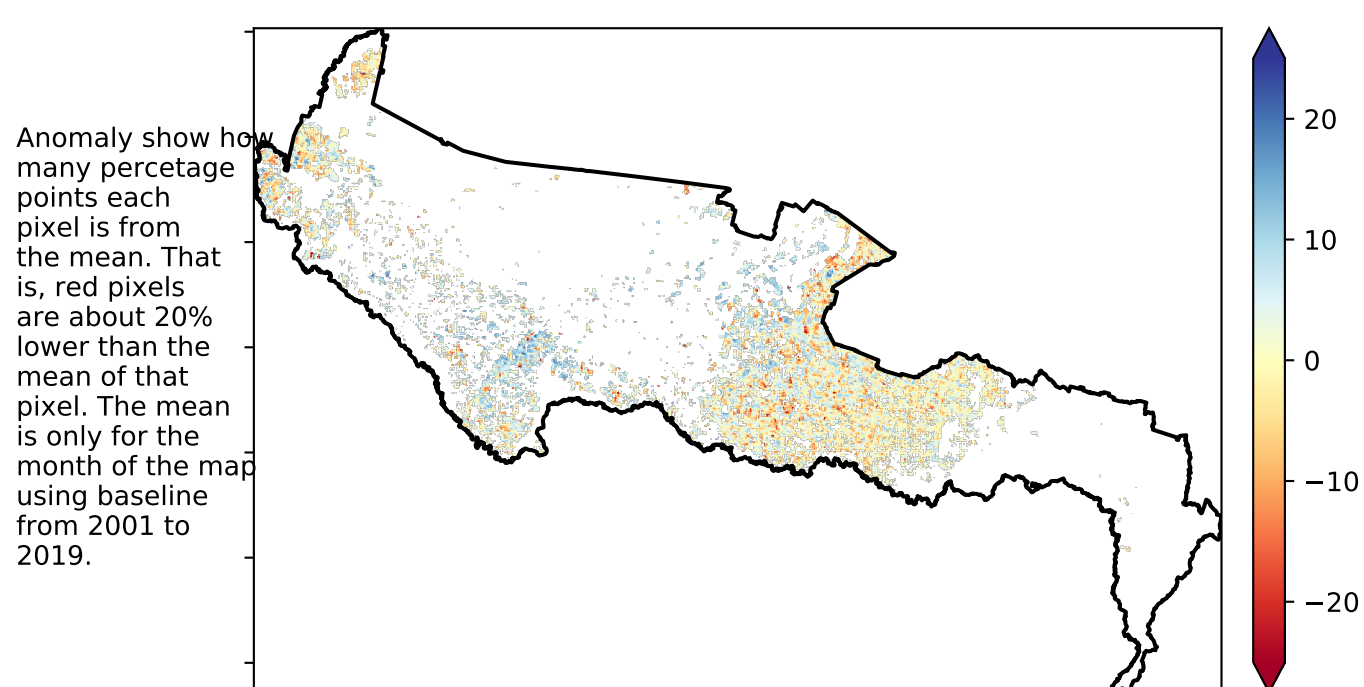 Anomaly show how
many percetage
points each
pixel is from
the mean. That
is, red pixels
are about 20%
lower than the
mean of that
pixel. The mean
is only for the
month of the map
using baseline
from 2001 to
2019.
20
10
0
−10
−20